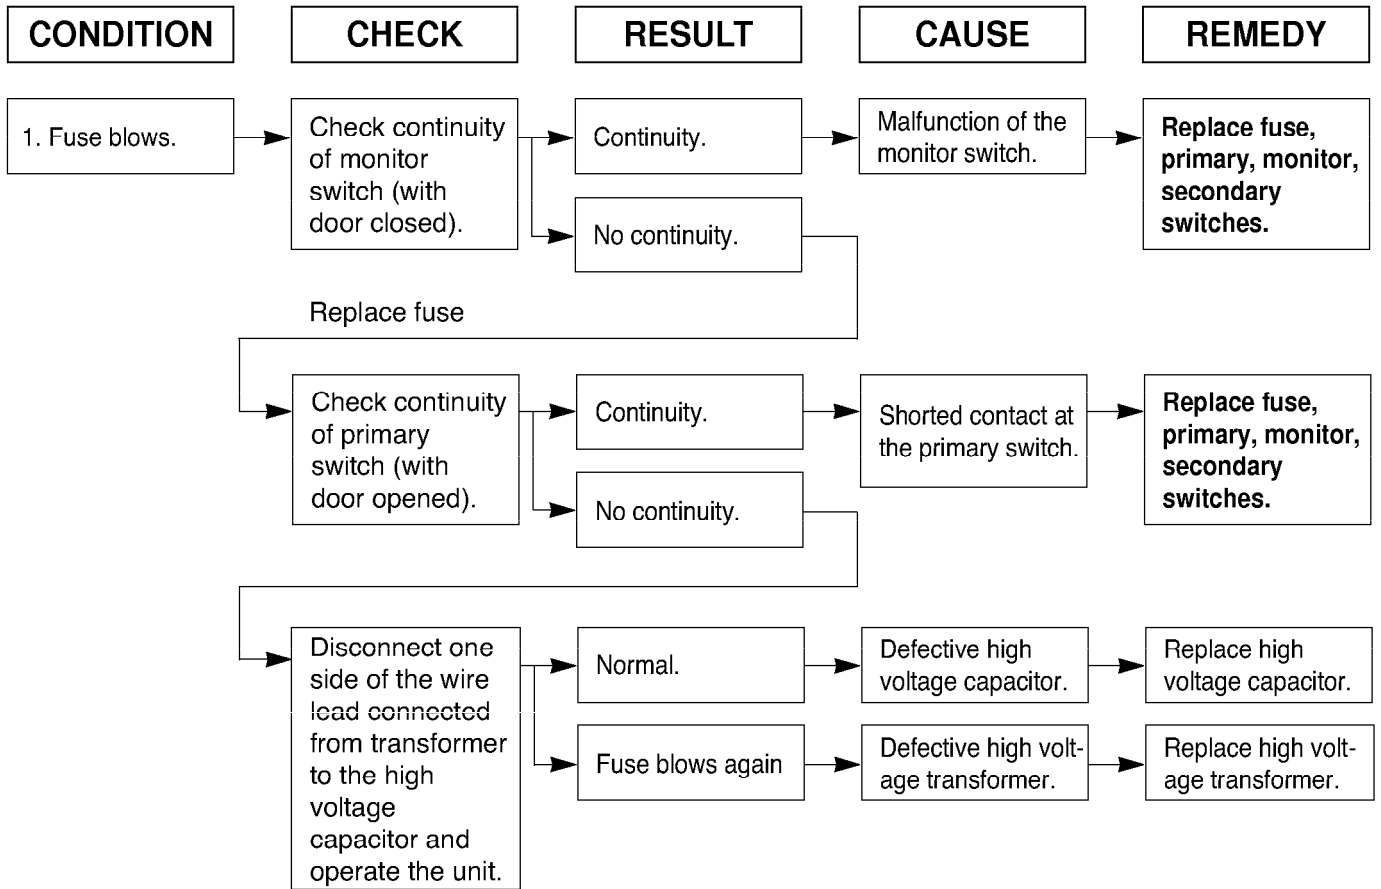 CONDITION
CHECK
RESULT
CAUSE
REMEDY
1. Fuse blows.
Check continuity
of monitor
switch (with
door closed).
Continuity.
Malfunction of the
monitor switch.
Replace fuse,
primary, monitor,
secondary
switches.
No continuity.
Replace fuse
Check continuity
of primary
switch (with
door opened).
Continuity.
Shorted contact at
the primary switch.
Replace fuse,
primary, monitor,
secondary
switches.
No continuity.
Disconnect one
side of the wire
lead connected
from transformer
to the high
voltage
capacitor and
operate the unit.
Normal.
Defective high
voltage capacitor.
Replace high
voltage capacitor.
Fuse blows again
Defective high volt-
age transformer.
Replace high volt-
age transformer.